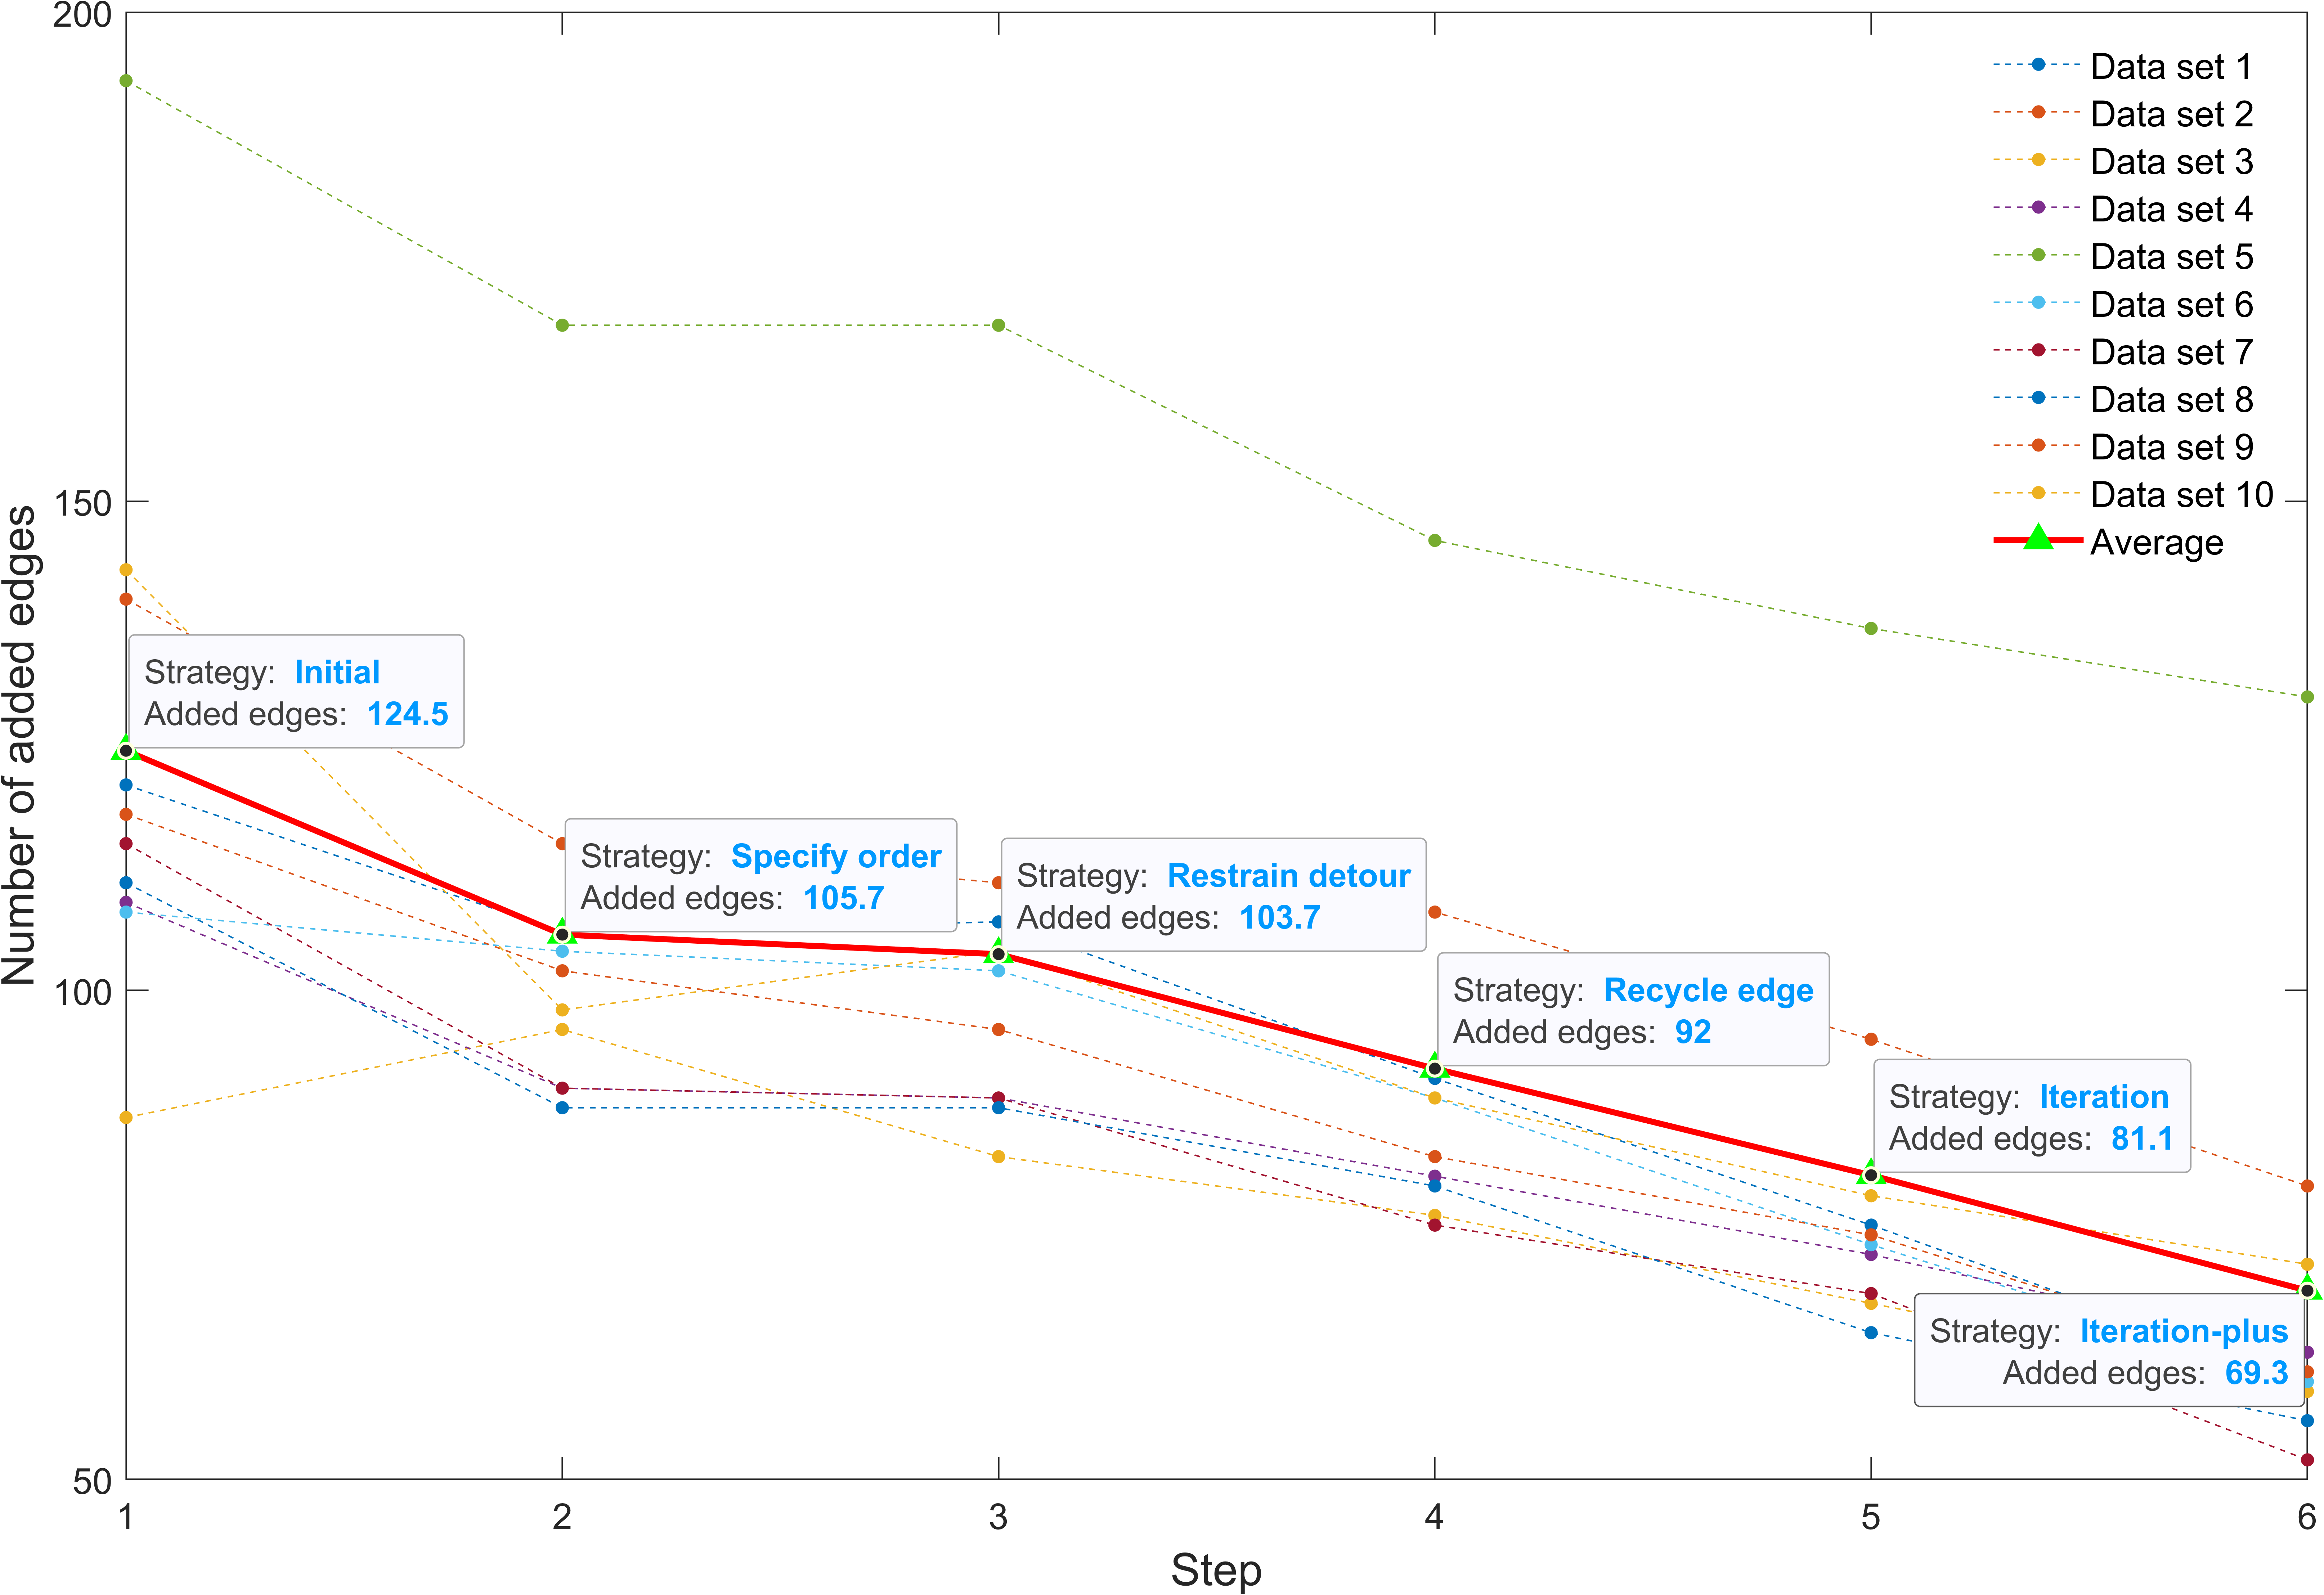 200
150
100
50
Number of added edges
1
2
3
4
5
6
Step
Data set 1
Data set 2
Data set 3
Data set 4
Data set 5
Data set 6
Data set 7
Data set 8
Data set 9
Data set 10
Average
Strategy: Initial
Added edges: 124.5
Strategy: Specify order
Added edges: 105.7
Strategy: Restrain detour
Added edges: 103.7
Strategy: Recycle edge
Added edges: 92
Strategy: Iteration
Added edges: 81.1
Strategy: Iteration-plus
Added edges: 69.3